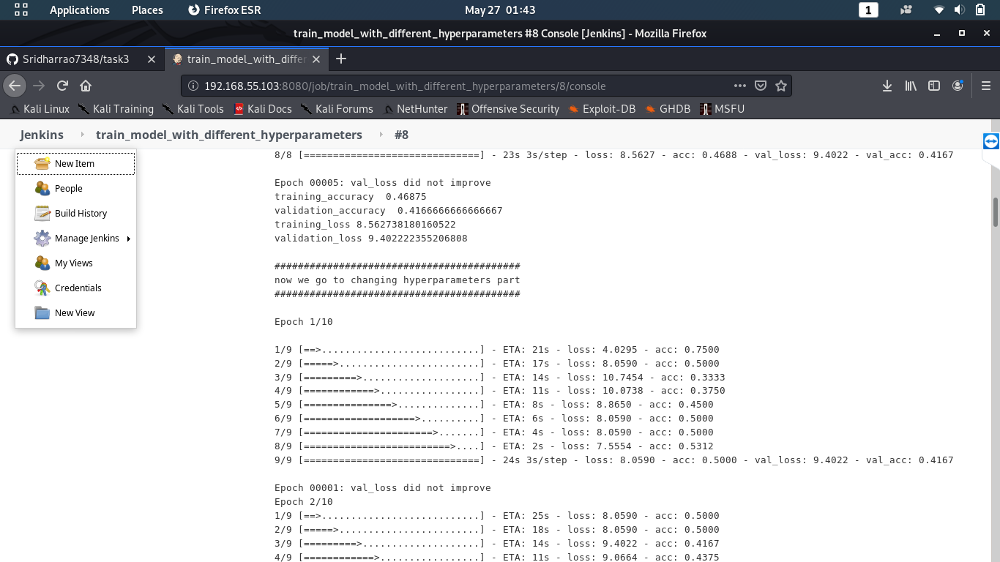 Applications Places Firefox ESR May 27 01:43 1
train_model_with_different_hyperparameters #8 Console [Jenkins] - Mozilla Firefox
Sridharrao7348/task3 train_model_with_differ
192.168.55.103:8080/job/train_model_with_different_hyperparameters/8/console
Kali Linux Kali Training Kali Tools Kali Docs Kali Forums NetHunter Offensive Security Exploit-DB GHDB MSFU
Jenkins train_model_with_different_hyperparameters #8
New Item
People
Build History
Manage Jenkins
My Views
Credentials
New View
8/8 [==============================] - 23s 3s/step - loss: 8.5627 - acc: 0.4688 - val_loss: 9.4022 - val_acc: 0.4167
Epoch 00005: val_loss did not improve
training_accuracy  0.46875
validation_accuracy  0.4166666666666667
training_loss 8.562738180160522
validation_loss 9.402222355206808
##########################################
now we go to changing hyperparameters part
##########################################
Epoch 1/10
1/9 [==>...........................] - ETA: 21s - loss: 4.0295 - acc: 0.7500
2/9 [=====>........................] - ETA: 17s - loss: 8.0590 - acc: 0.5000
3/9 [=========>....................] - ETA: 14s - loss: 10.7454 - acc: 0.3333
4/9 [============>.................] - ETA: 11s - loss: 10.0738 - acc: 0.3750
5/9 [===============>..............] - ETA: 8s - loss: 8.8650 - acc: 0.4500
6/9 [===================>..........] - ETA: 6s - loss: 8.0590 - acc: 0.5000
7/9 [======================>.......] - ETA: 4s - loss: 8.0590 - acc: 0.5000
8/9 [=========================>....] - ETA: 2s - loss: 7.5554 - acc: 0.5312
9/9 [==============================] - 24s 3s/step - loss: 8.0590 - acc: 0.5000 - val_loss: 9.4022 - val_acc: 0.4167
Epoch 00001: val_loss did not improve
Epoch 2/10
1/9 [==>...........................] - ETA: 25s - loss: 8.0590 - acc: 0.5000
2/9 [=====>........................] - ETA: 18s - loss: 8.0590 - acc: 0.5000
3/9 [=========>....................] - ETA: 14s - loss: 9.4022 - acc: 0.4167
4/9 [============>.................] - ETA: 11s - loss: 9.0664 - acc: 0.4375